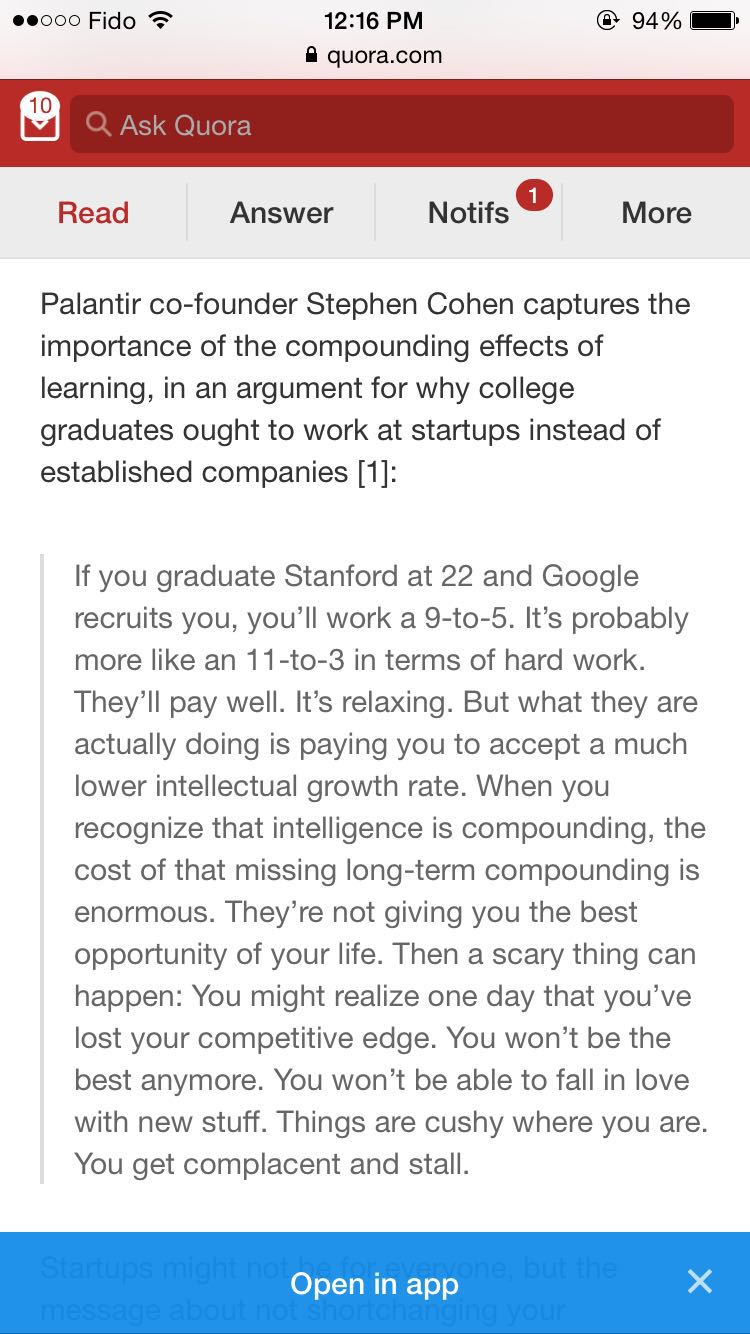 Fido 12:16 PM 94%
quora.com
10 Ask Quora
Read Answer Notifs 1 More
Palantir co-founder Stephen Cohen captures the
importance of the compounding effects of
learning, in an argument for why college
graduates ought to work at startups instead of
established companies [1]:
If you graduate Stanford at 22 and Google
recruits you, you’ll work a 9-to-5. It’s probably
more like an 11-to-3 in terms of hard work.
They’ll pay well. It’s relaxing. But what they are
actually doing is paying you to accept a much
lower intellectual growth rate. When you
recognize that intelligence is compounding, the
cost of that missing long-term compounding is
enormous. They’re not giving you the best
opportunity of your life. Then a scary thing can
happen: You might realize one day that you’ve
lost your competitive edge. You won’t be the
best anymore. You won’t be able to fall in love
with new stuff. Things are cushy where you are.
You get complacent and stall.
Startups might not be for everyone, but the
Open in app
message about not shortchanging your